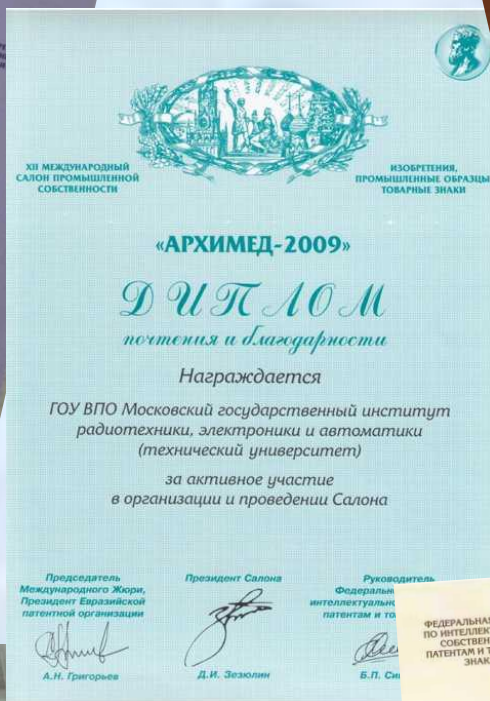 XII МЕЖДУНАРОДНЫЙ
САЛОН ПРОМЫШЛЕННОЙ
СОБСТВЕННОСТИ
ИЗОБРЕТЕНИЯ,
ПРОМЫШЛЕННЫЕ ОБРАЗЦЫ
ТОВАРНЫЕ ЗНАКИ
«АРХИМЕД-2009»
ДИПЛОМ
почтения и благодарности
Награждается
ГОУ ВПО Московский государственный институт
радиотехники, электроники и автоматики
(технический университет)
за активное участие
в организации и проведении Салона
Председатель
Международного Жюри,
Президент Евразийской
патентной организации
А.Н. Григорьев
Президент Салона
Д.И. Зезюлин
Руководитель
Федеральн
интеллектуальн
патентам и то
Б.П. Си
ФЕДЕРАЛЬНАЯ
ПО ИНТЕЛЛЕК
СОБСТВЕН
ПАТЕНТАМ И Т
ЗНАК